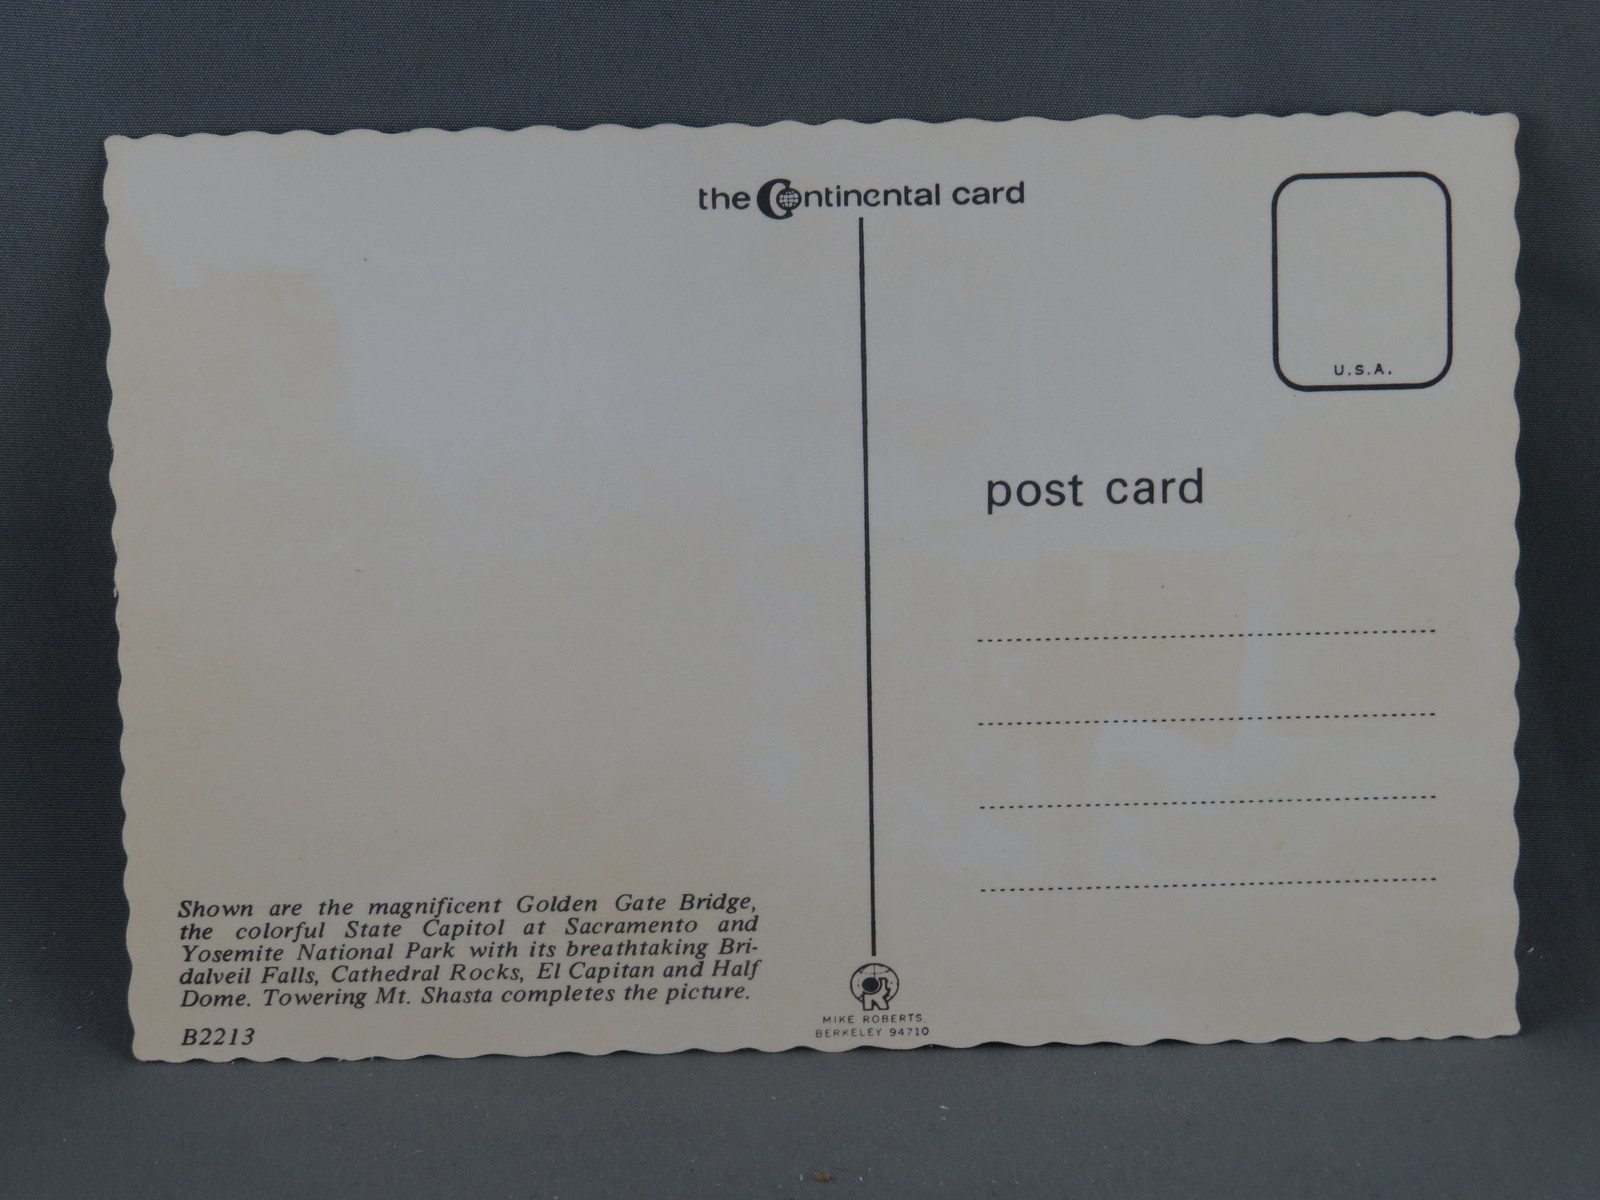 the Continental card
U.S.A.
post card
Shown are the magnificent Golden Gate Bridge,
the colorful State Capitol at Sacramento and
Yosemite National Park with its breathtaking Bri-
dalveil Falls, Cathedral Rocks, El Capitan and Half
Dome. Towering Mt. Shasta completes the picture.
B2213
R
MIKE ROBERTS,
BERKELEY 94710